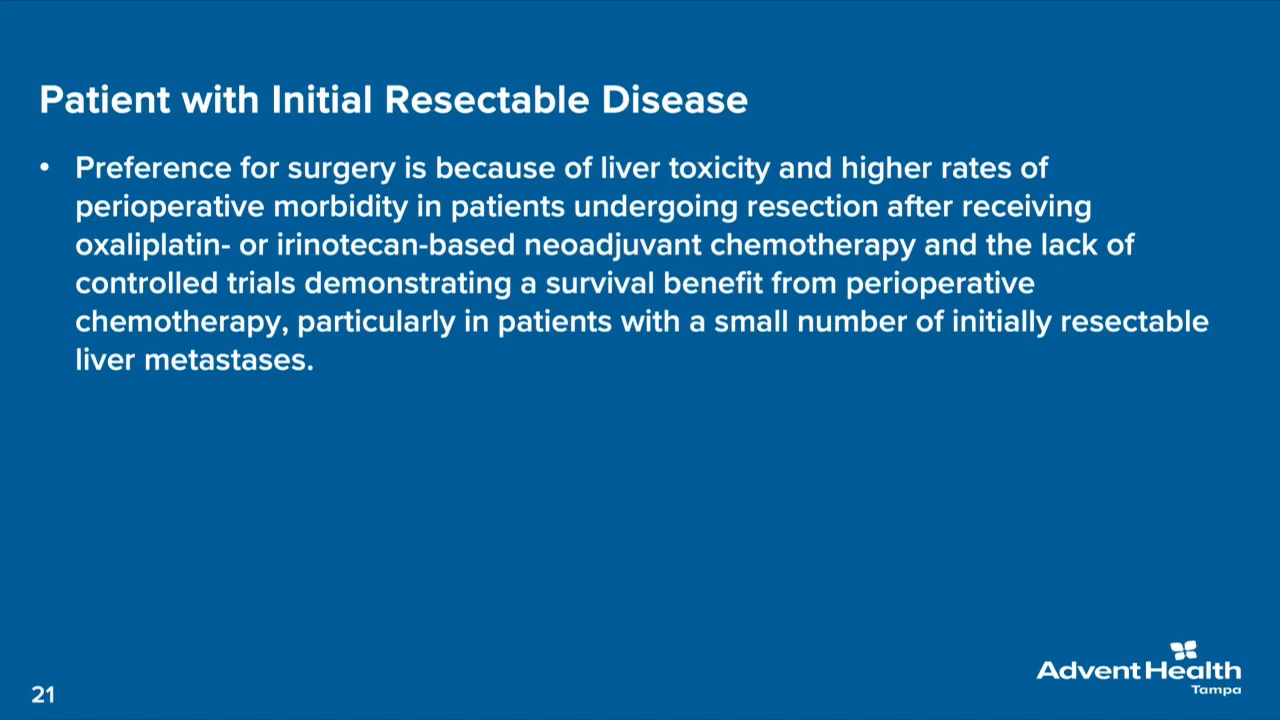 Patient with Initial Resectable Disease
• Preference for surgery is because of liver toxicity and higher rates of
perioperative morbidity in patients undergoing resection after receiving
oxaliplatin- or irinotecan-based neoadjuvant chemotherapy and the lack of
controlled trials demonstrating a survival benefit from perioperative
chemotherapy, particularly in patients with a small number of initially resectable
liver metastases.
Advent Health
Tampa
21